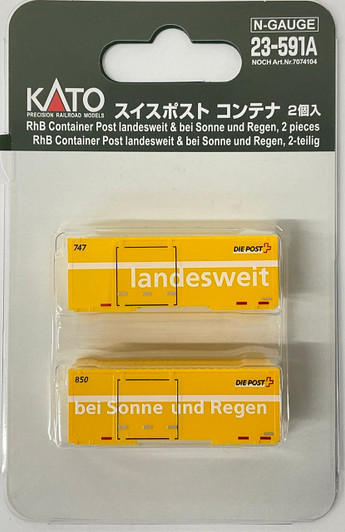 N-GAUGE
23-591A
NOCH Art.Nr.7074104
KATO
PRECISION RAILROAD MODELS
スイスポスト コンテナ 2個入
RhB Container Post landesweit & bei Sonne und Regen, 2 pieces
RhB Container Post landesweit & bei Sonne und Regen, 2-teilig
747
DIE POST
landesweit
850
DIE POST
bei Sonne und Regen